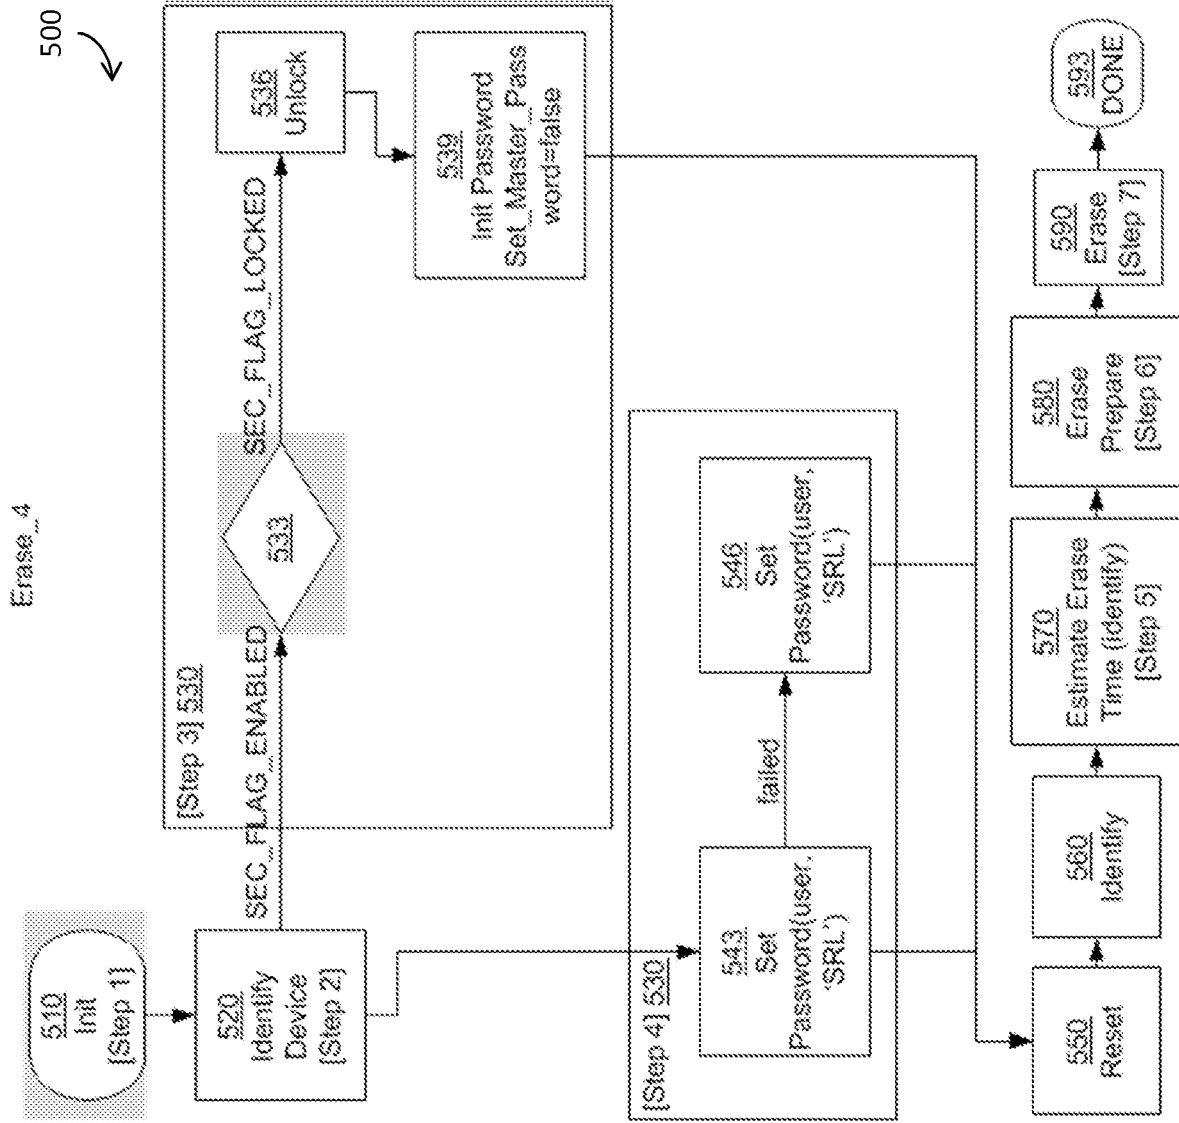 500
Erase_4
510
Init
[Step 1]
520
Identify
Device
[Step 2]
SEC_FLAG_ENABLED
[Step 3] 530
533
SEC_FLAG_LOCKED
536
Unlock
539
Init Password
Set_Master_Pass
word=false
[Step 4] 530
543
Set
Password(user,
‘SRL’)
failed
546
Set
Password(user,
‘SRL’)
550
Reset
560
Identify
570
Estimate Erase
Time (identify)
[Step 5]
580
Erase
Prepare
[Step 6]
590
Erase
[Step 7]
593
DONE